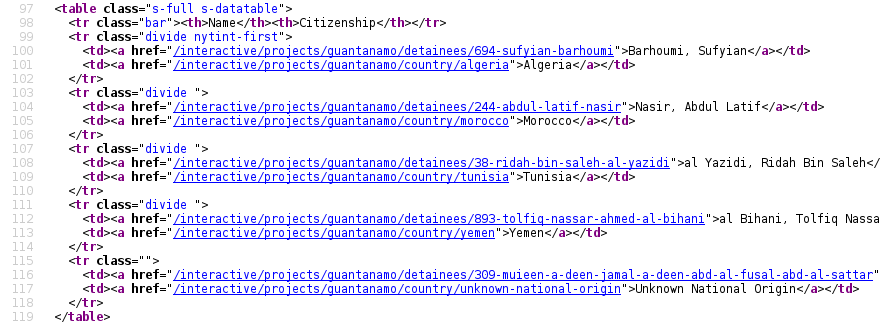 97 <table class="s-full s-datatable">
98 <tr class="bar"><th>Name</th><th>Citizenship</th></tr>
99 <tr class="divide nytint-first">
100 <td><a href="/interactive/projects/guantanamo/detainees/694-sufyian-barhoumi">Barhoumi, Sufyian</a></td>
101 <td><a href="/interactive/projects/guantanamo/country/algeria">Algeria</a></td>
102 </tr>
103 <tr class="divide ">
104 <td><a href="/interactive/projects/guantanamo/detainees/244-abdul-latif-nasir">Nasir, Abdul Latif</a></td>
105 <td><a href="/interactive/projects/guantanamo/country/morocco">Morocco</a></td>
106 </tr>
107 <tr class="divide ">
108 <td><a href="/interactive/projects/guantanamo/detainees/38-ridah-bin-saleh-al-yazidi">al Yazidi, Ridah Bin Saleh</
109 <td><a href="/interactive/projects/guantanamo/country/tunisia">Tunisia</a></td>
110 </tr>
111 <tr class="divide ">
112 <td><a href="/interactive/projects/guantanamo/detainees/893-tolfiq-nassar-ahmed-al-bihani">al Bihani, Tolfiq Nassa
113 <td><a href="/interactive/projects/guantanamo/country/yemen">Yemen</a></td>
114 </tr>
115 <tr class="">
116 <td><a href="/interactive/projects/guantanamo/detainees/309-muieen-a-deen-jamal-a-deen-abd-al-fusal-abd-al-sattar"
117 <td><a href="/interactive/projects/guantanamo/country/unknown-national-origin">Unknown National Origin</a></td>
118 </tr>
119 </table>